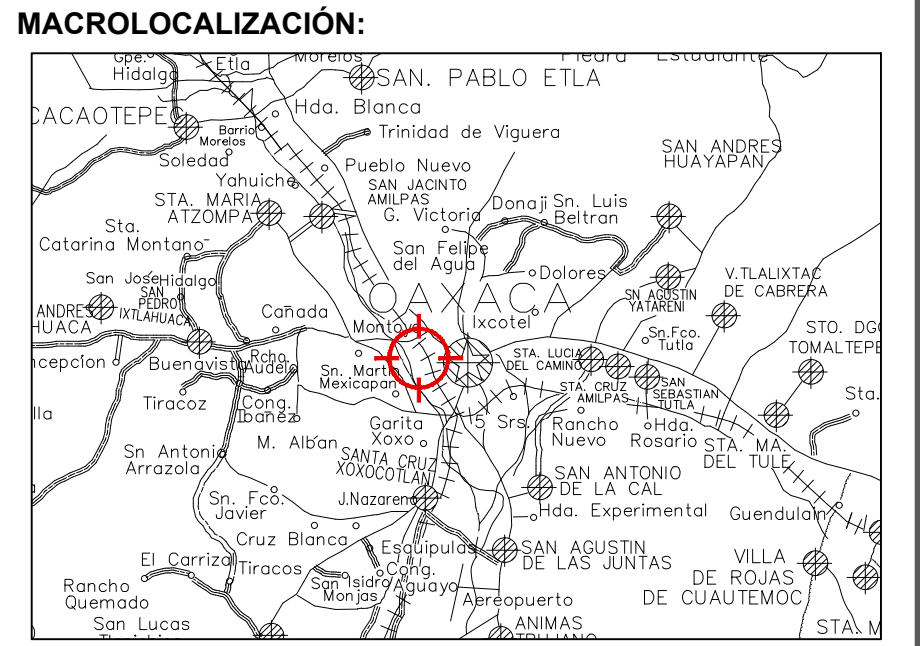 MACROLOCALIZACIÓN:
Gpe.
Hidalgo
Etla
Morelos
Piedra
Estudiante
SAN. PABLO ETLA
CACAOTEPE
Hda. Blanca
Barrio
Morelos
Trinidad de Viguera
Soledad
SAN ANDRES
HUAYAPAN
Pueblo Nuevo
Yahuiche
SAN JACINTO
AMILPAS
STA. MARIA
ATZOMPA
G. Victoria
Donaji
Sn. Luis
Beltran
Sta.
Catarina Montano
San Felipe
del Agua
Dolores
San José
Hidalgo
SAN
PEDRO
IXTLAHUACA
ANDRES
HUACA
OAXACA
SN AGUSTIN
YATARENI
V.TLALIXTAC
DE CABRERA
Cañada
Montoya
Ixcotel
Sn.Fco.
Tutla
STO. DGO
TOMALTEPE
ncepcion
Buenavista
Rcho.
Audelo
Sn. Martin
Mexicapan
STA. LUCIA
DEL CAMINO
STA. CRUZ
AMILPAS
SAN
SEBASTIAN
TUTLA
Sta.
lla
Tiracoz
Cong.
Ibañez
Garita
Xoxo
5 Srs.
Rancho
Nuevo
Hda.
Rosario
M. Alban
STA. MA.
DEL TULE
Sn Antonio
Arrazola
SANTA CRUZ
XOXOCOTLAN
SAN ANTONIO
DE LA CAL
Sn. Fco.
Javier
J.Nazareno
Hda. Experimental
Guendulain
Cruz Blanca
Esquipulas
SAN AGUSTIN
DE LAS JUNTAS
El Carrizal
Tiracos
San Isidro
Monjas
Cong.
Aguayo
VILLA
DE ROJAS
DE CUAUTEMOC
Rancho
Quemado
Aereopuerto
San Lucas
ANIMAS
TRUJANO
STA. M